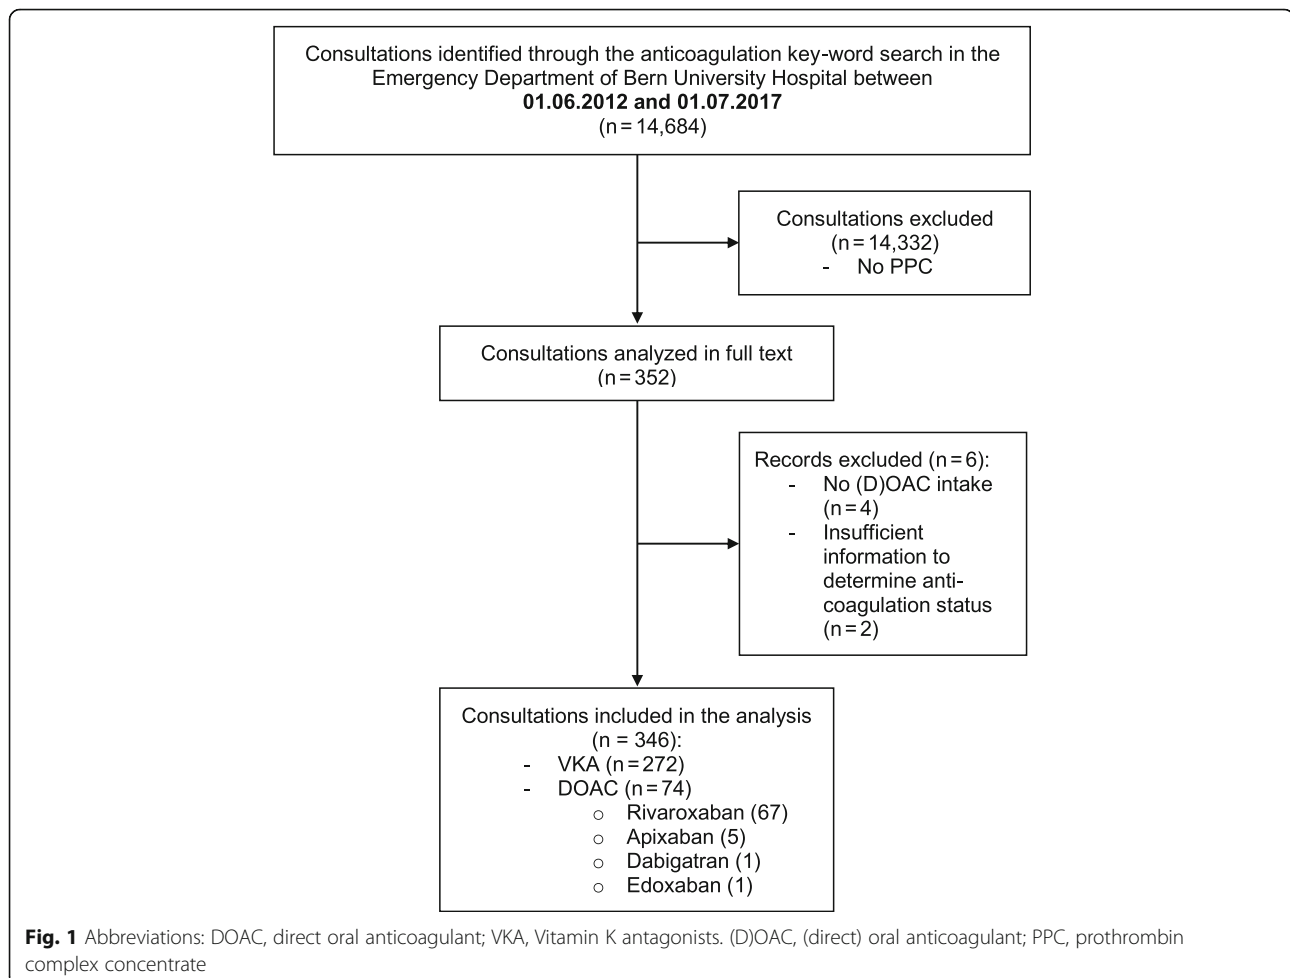 Consultations identified through the anticoagulation key-word search in the
Emergency Department of Bern University Hospital between
01.06.2012 and 01.07.2017
(n = 14,684)
Consultations excluded
(n = 14,332)
- No PPC
Consultations analyzed in full text
(n = 352)
Records excluded (n = 6):
- No (D)OAC intake
(n = 4)
- Insufficient
information to
determine anti-
coagulation status
(n = 2)
Consultations included in the analysis
(n = 346):
- VKA (n = 272)
- DOAC (n = 74)
○ Rivaroxaban (67)
○ Apixaban (5)
○ Dabigatran (1)
○ Edoxaban (1)
Fig. 1 Abbreviations: DOAC, direct oral anticoagulant; VKA, Vitamin K antagonists. (D)OAC, (direct) oral anticoagulant; PPC, prothrombin
complex concentrate